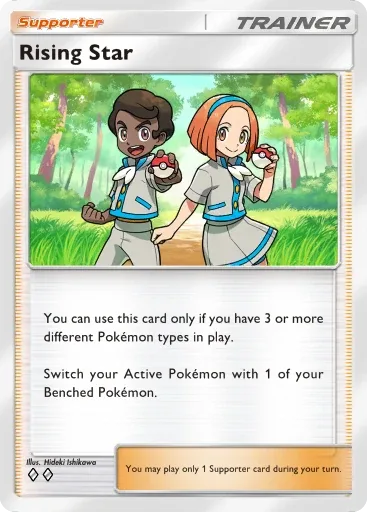 Supporter
TRAINER
Rising Star
You can use this card only if you have 3 or more
different Pokémon types in play.
Switch your Active Pokémon with 1 of your
Benched Pokémon.
Illus. Hideki Ishikawa
You may play only 1 Supporter card during your turn.